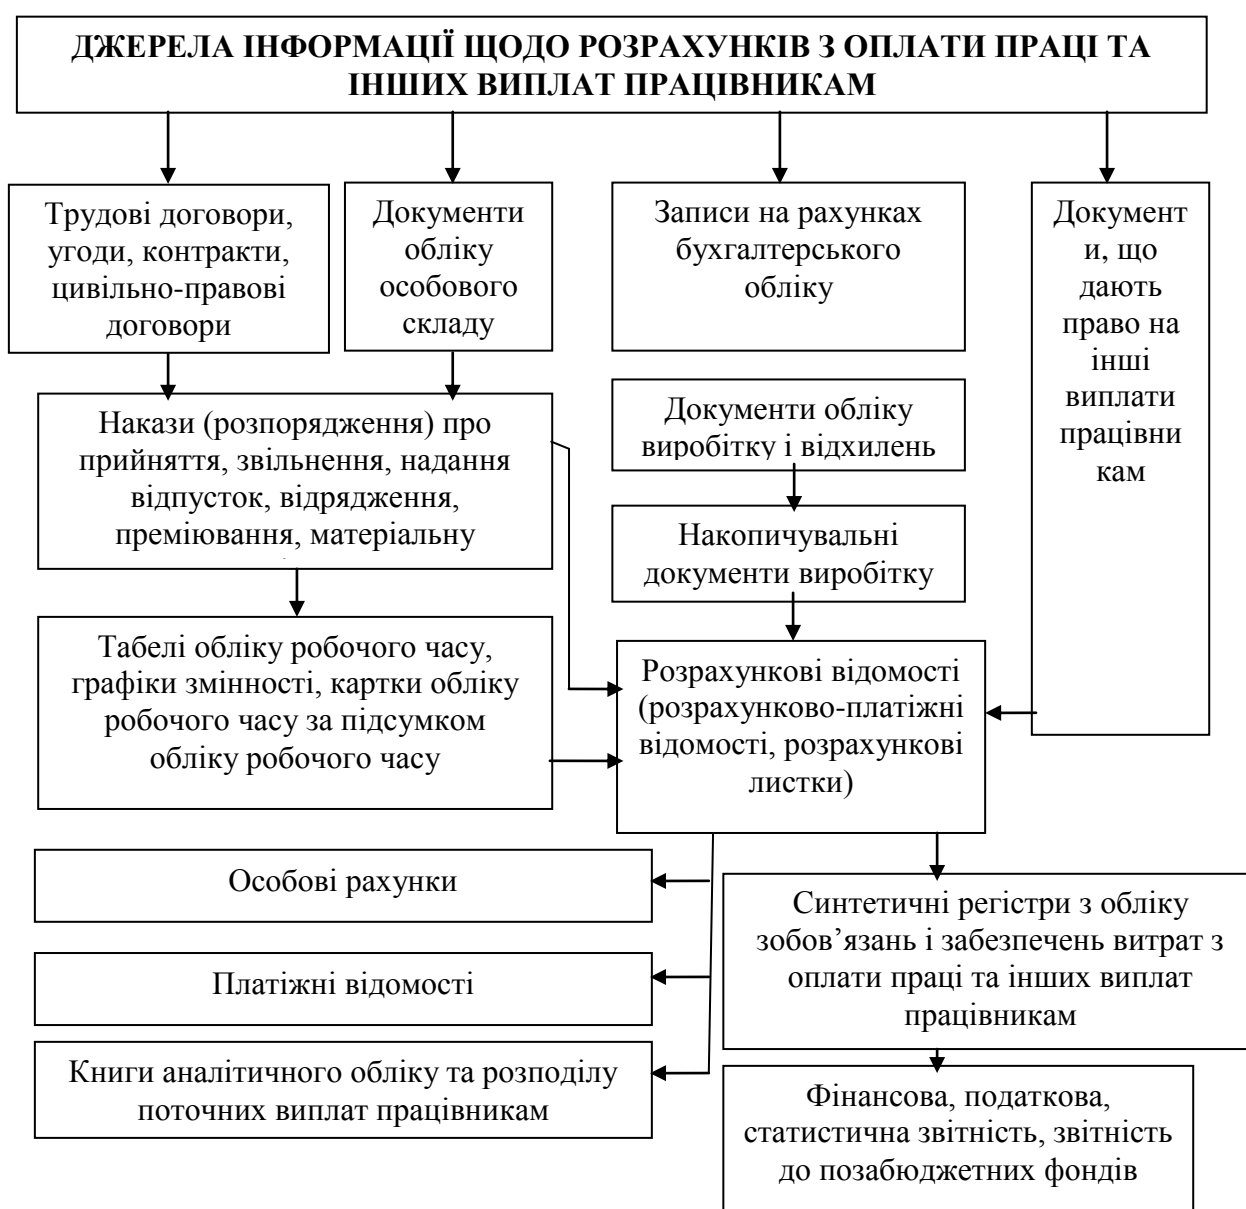 ДЖЕРЕЛА ІНФОРМАЦІЇ ЩОДО РОЗРАХУНКІВ З ОПЛАТИ ПРАЦІ ТА
ІНШИХ ВИПЛАТ ПРАЦІВНИКАМ
Трудові договори,
угоди, контракти,
цивільно-правові
договори
Документи
обліку
особового
складу
Записи на рахунках
бухгалтерського
обліку
Документ
и, що
дають
право на
інші
виплати
працівни
кам
Накази (розпорядження) про
прийняття, звільнення, надання
відпусток, відрядження,
преміювання, матеріальну
Документи обліку
виробітку і відхилень
Накопичувальні
документи виробітку
Табелі обліку робочого часу,
графіки змінності, картки обліку
робочого часу за підсумком
обліку робочого часу
Розрахункові відомості
(розрахунково-платіжні
відомості, розрахункові
листки)
Особові рахунки
Платіжні відомості
Книги аналітичного обліку та розподілу
поточних виплат працівникам
Синтетичні регістри з обліку
зобов’язань і забезпечень витрат з
оплати праці та інших виплат
працівникам
Фінансова, податкова,
статистична звітність, звітність
до позабюджетних фондів